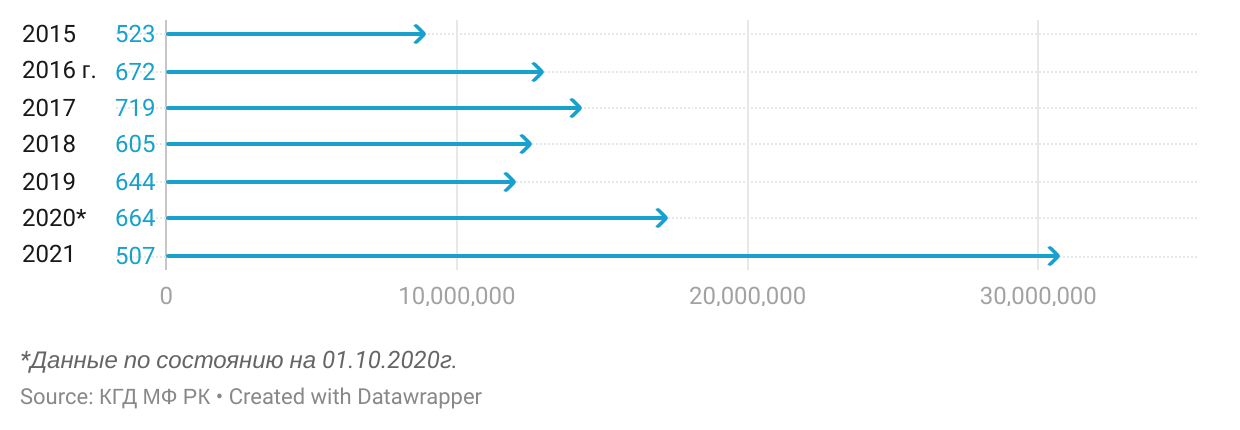 2015 523
2016 г. 672
2017 719
2018 605
2019 644
2020* 664
2021 507
0 10,000,000 20,000,000 30,000,000
*Данные по состоянию на 01.10.2020г.
Source: КГД МФ РК • Created with Datawrapper